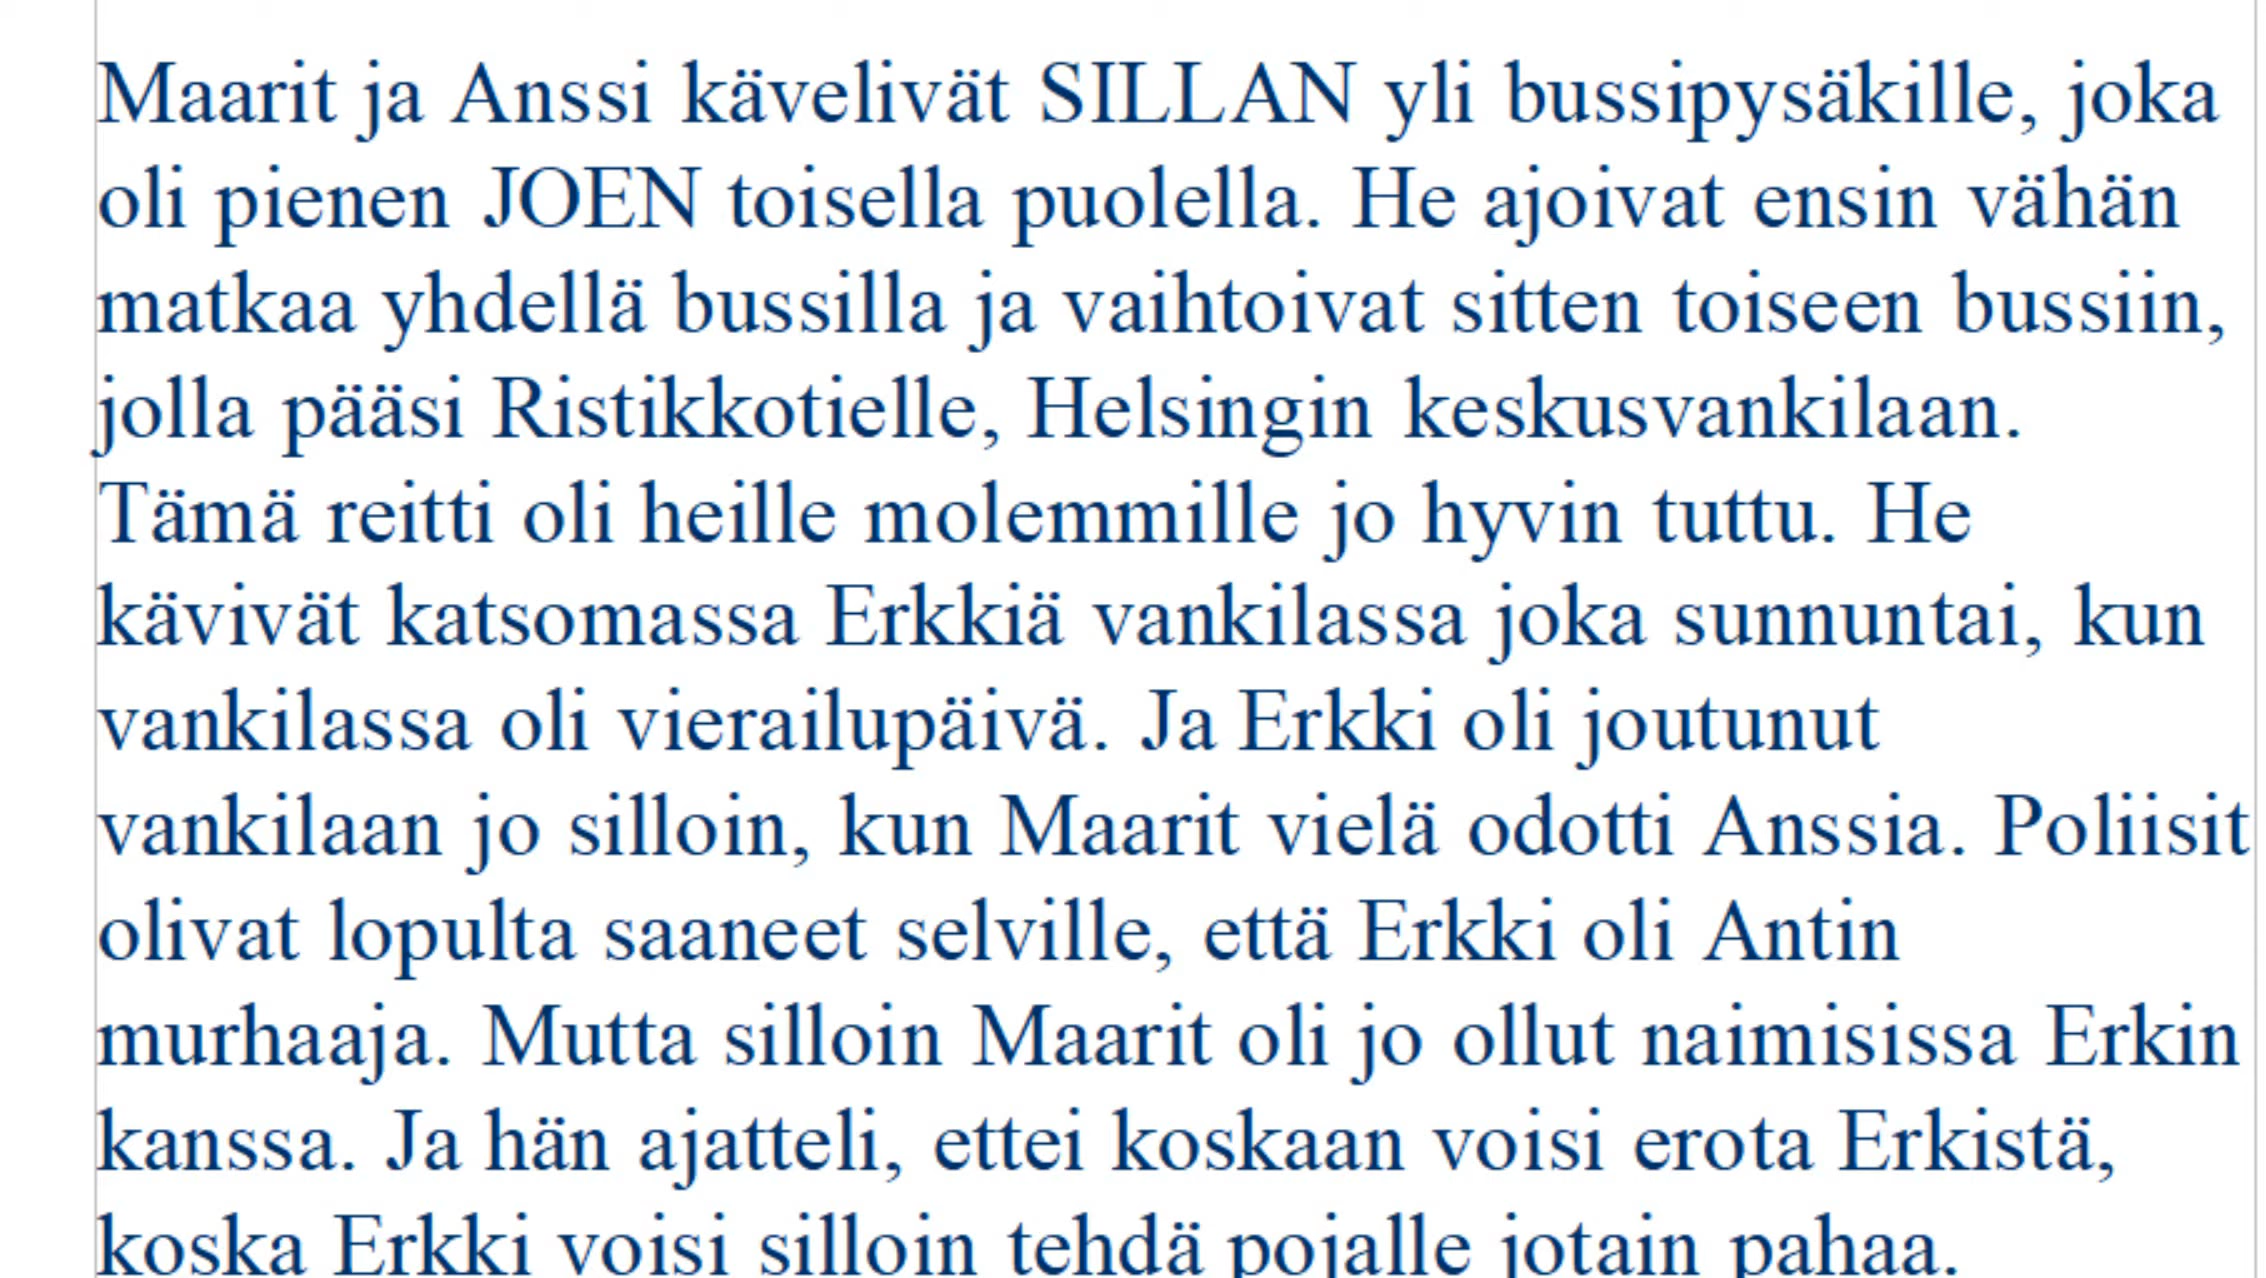 Maarit ja Anssi kävelivät SILLAN yli bussipysäkille, joka
oli pienen JOEN toisella puolella. He ajoivat ensin vähän
matkaa yhdellä bussilla ja vaihtoivat sitten toiseen bussiin,
jolla pääsi Ristikkotielle, Helsingin keskusvankilaan.
Tämä reitti oli heille molemmille jo hyvin tuttu. He
kävivät katsomassa Erkkiä vankilassa joka sunnuntai, kun
vankilassa oli vierailupäivä. Ja Erkki oli joutunut
vankilaan jo silloin, kun Maarit vielä odotti Anssia. Poliisit
olivat lopulta saaneet selville, että Erkki oli Antin
murhaaja. Mutta silloin Maarit oli jo ollut naimisissa Erkin
kanssa. Ja hän ajatteli, ettei koskaan voisi erota Erkistä,
koska Erkki voisi silloin tehdä pojalle jotain pahaa.